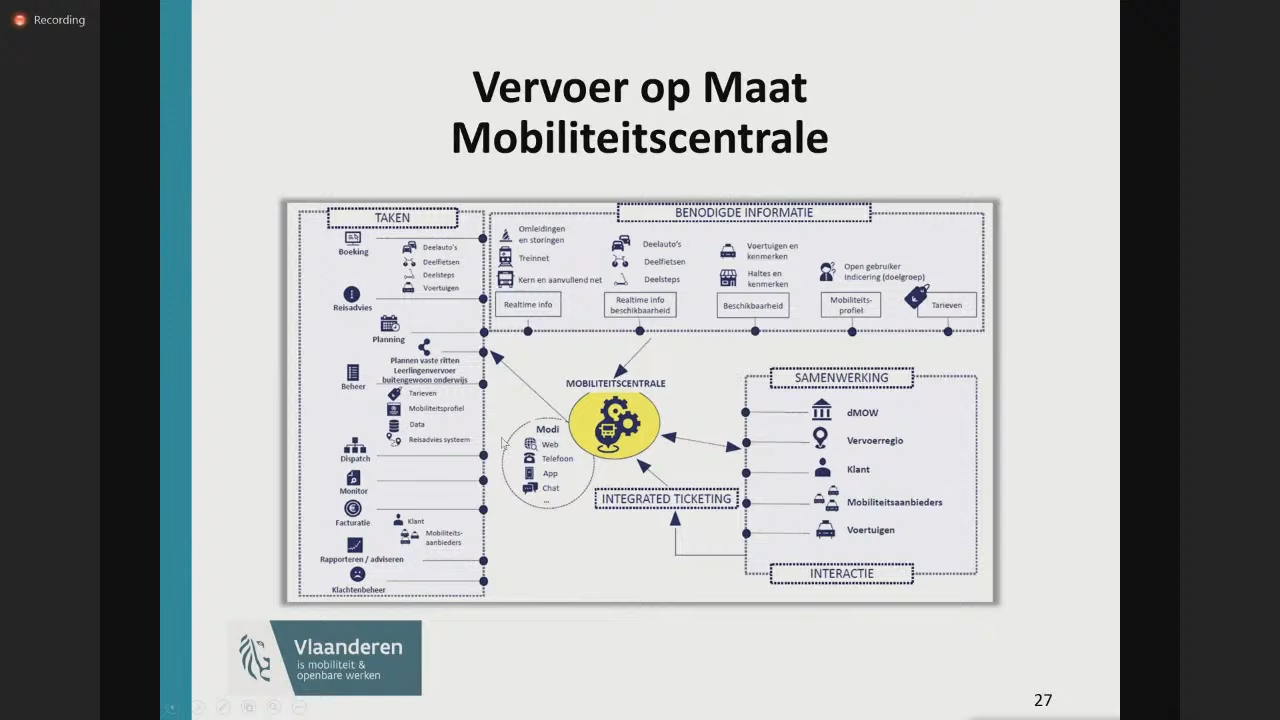 Recording
Vervoer op Maat
Mobiliteitscentrale
TAKEN
Boeking
Deelauto's
Deelfietsen
Deelsteps
Voertuigen
Reisadvies
Planning
Plannen vaste ritten
Leerlingenvervoer
buitengewoon onderwijs
Beheer
Tarieven
Mobiliteitsprofiel
Data
Reisadvies systeem
Dispatch
Monitor
Facturatie
Klant
Mobiliteits-
aanbieders
Rapporteren / adviseren
Klachtenbeheer
BENODIGDE INFORMATIE
Omleidingen
en storingen
Treinnet
Kern en aanvullend net
Realtime info
Deelauto's
Deelfietsen
Deelsteps
Realtime info
beschikbaarheid
Voertuigen en
kenmerken
Haltes en
kenmerken
Beschikbaarheid
Open gebruiker
Indicering (doelgroep)
Mobiliteits-
profiel
Tarieven
MOBILITEITSCENTRALE
Modi
Web
Telefoon
App
Chat
...
INTEGRATED TICKETING
SAMENWERKING
dMOW
Vervoerregio
Klant
Mobiliteitsaanbieders
Voertuigen
INTERACTIE
Vlaanderen
is mobiliteit &
openbare werken
27